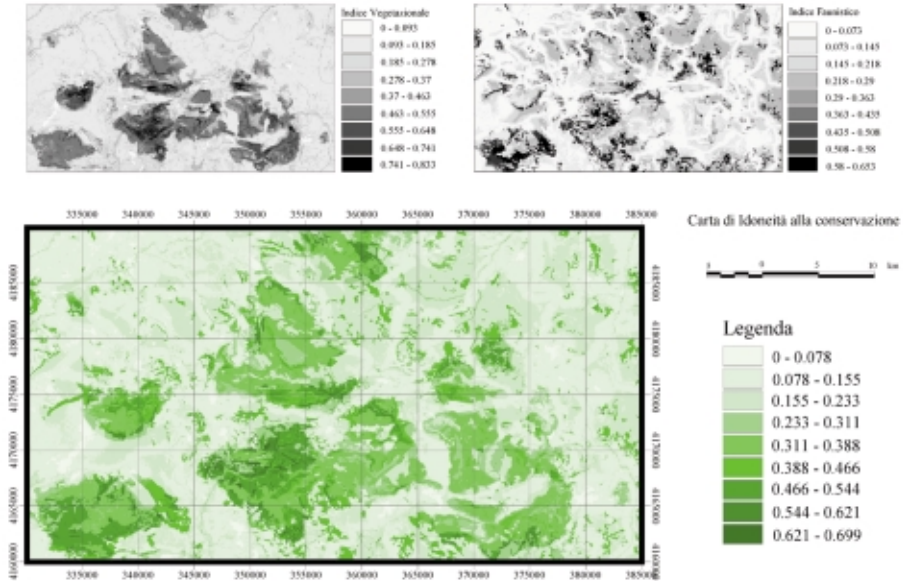 Indice Vegetazionale
0 - 0.093
0.093 - 0.185
0.185 - 0.278
0.278 - 0.37
0.37 - 0.463
0.463 - 0.555
0.555 - 0.648
0.648 - 0.741
0.741 - 0.833
Indice Faunistico
0 - 0.073
0.073 - 0.145
0.145 - 0.218
0.218 - 0.29
0.29 - 0.363
0.363 - 0.435
0.435 - 0.508
0.508 - 0.58
0.58 - 0.653
335000 340000 345000 350000 355000 360000 365000 370000 375000 380000 385000
4185000
4180000
4175000
4170000
4165000
4160000
4185000
4180000
4175000
4170000
4165000
4160000
335000 340000 345000 350000 355000 360000 365000 370000 375000 380000 385000
Carta di Idoneità alla conservazione
0 5 10 km
Legenda
0 - 0.078
0.078 - 0.155
0.155 - 0.233
0.233 - 0.311
0.311 - 0.388
0.388 - 0.466
0.466 - 0.544
0.544 - 0.621
0.621 - 0.699